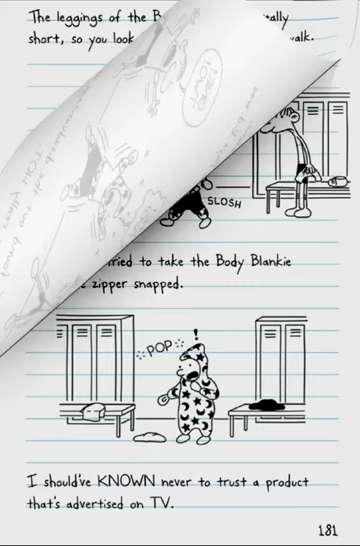 The leggings of the B ally
short, so you look alk.
SLOSH
ried to take the Body Blankie
zipper snapped.
POP
!
I should've KNOWN never to trust a product
that's advertised on TV.
181